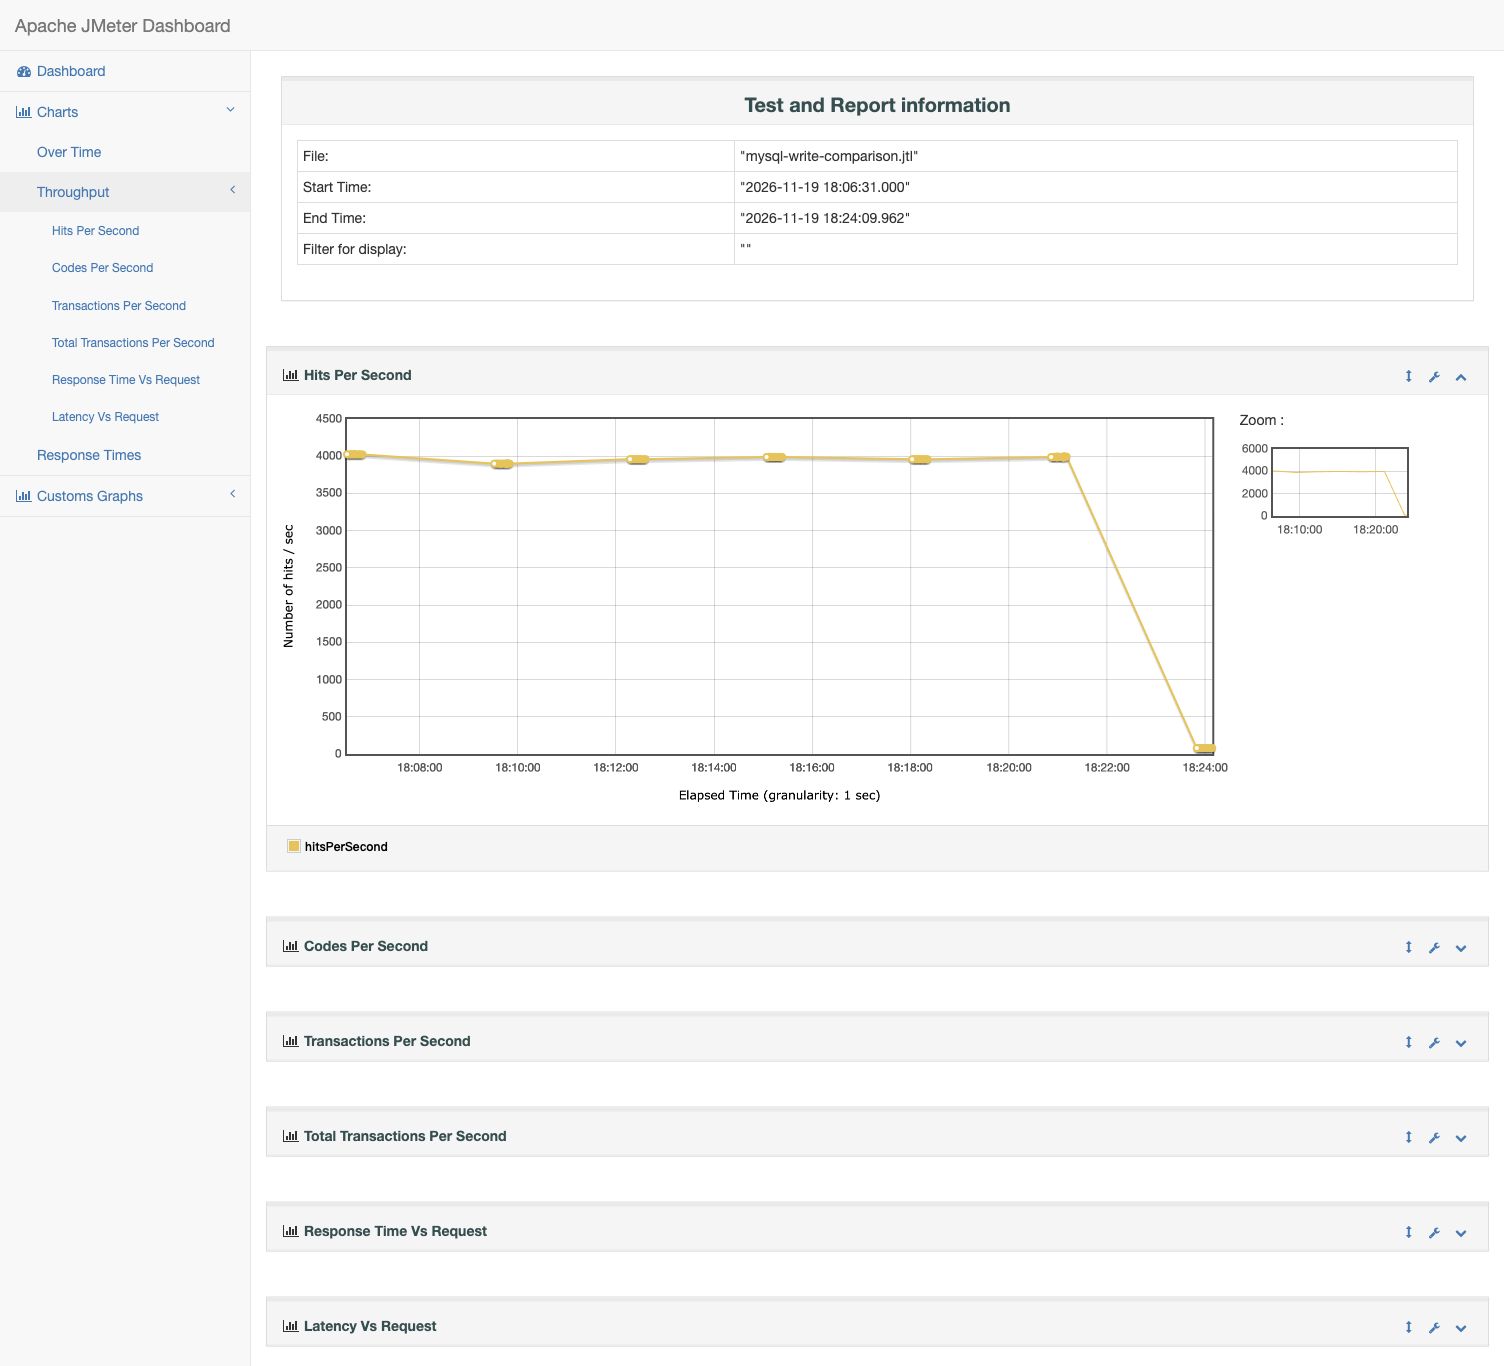 Apache JMeter Dashboard
Dashboard
Charts
Over Time
Throughput
Hits Per Second
Codes Per Second
Transactions Per Second
Total Transactions Per Second
Response Time Vs Request
Latency Vs Request
Response Times
Customs Graphs
Test and Report information
File: "mysql-write-comparison.jtl"
Start Time: "2026-11-19 18:06:31.000"
End Time: "2026-11-19 18:24:09.962"
Filter for display: ""
Hits Per Second
4500
4000
3500
3000
2500
2000
1500
1000
500
0
Number of hits / sec
18:08:00 18:10:00 18:12:00 18:14:00 18:16:00 18:18:00 18:20:00 18:22:00 18:24:00
Elapsed Time (granularity: 1 sec)
Zoom :
6000
4000
2000
0
18:10:00 18:20:00
hitsPerSecond
Codes Per Second
Transactions Per Second
Total Transactions Per Second
Response Time Vs Request
Latency Vs Request